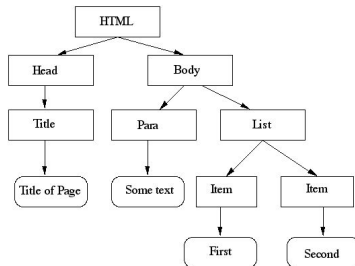 HTML
Head
Body
Title
Para
List
Title of Page
Some text
Item
Item
First
Second